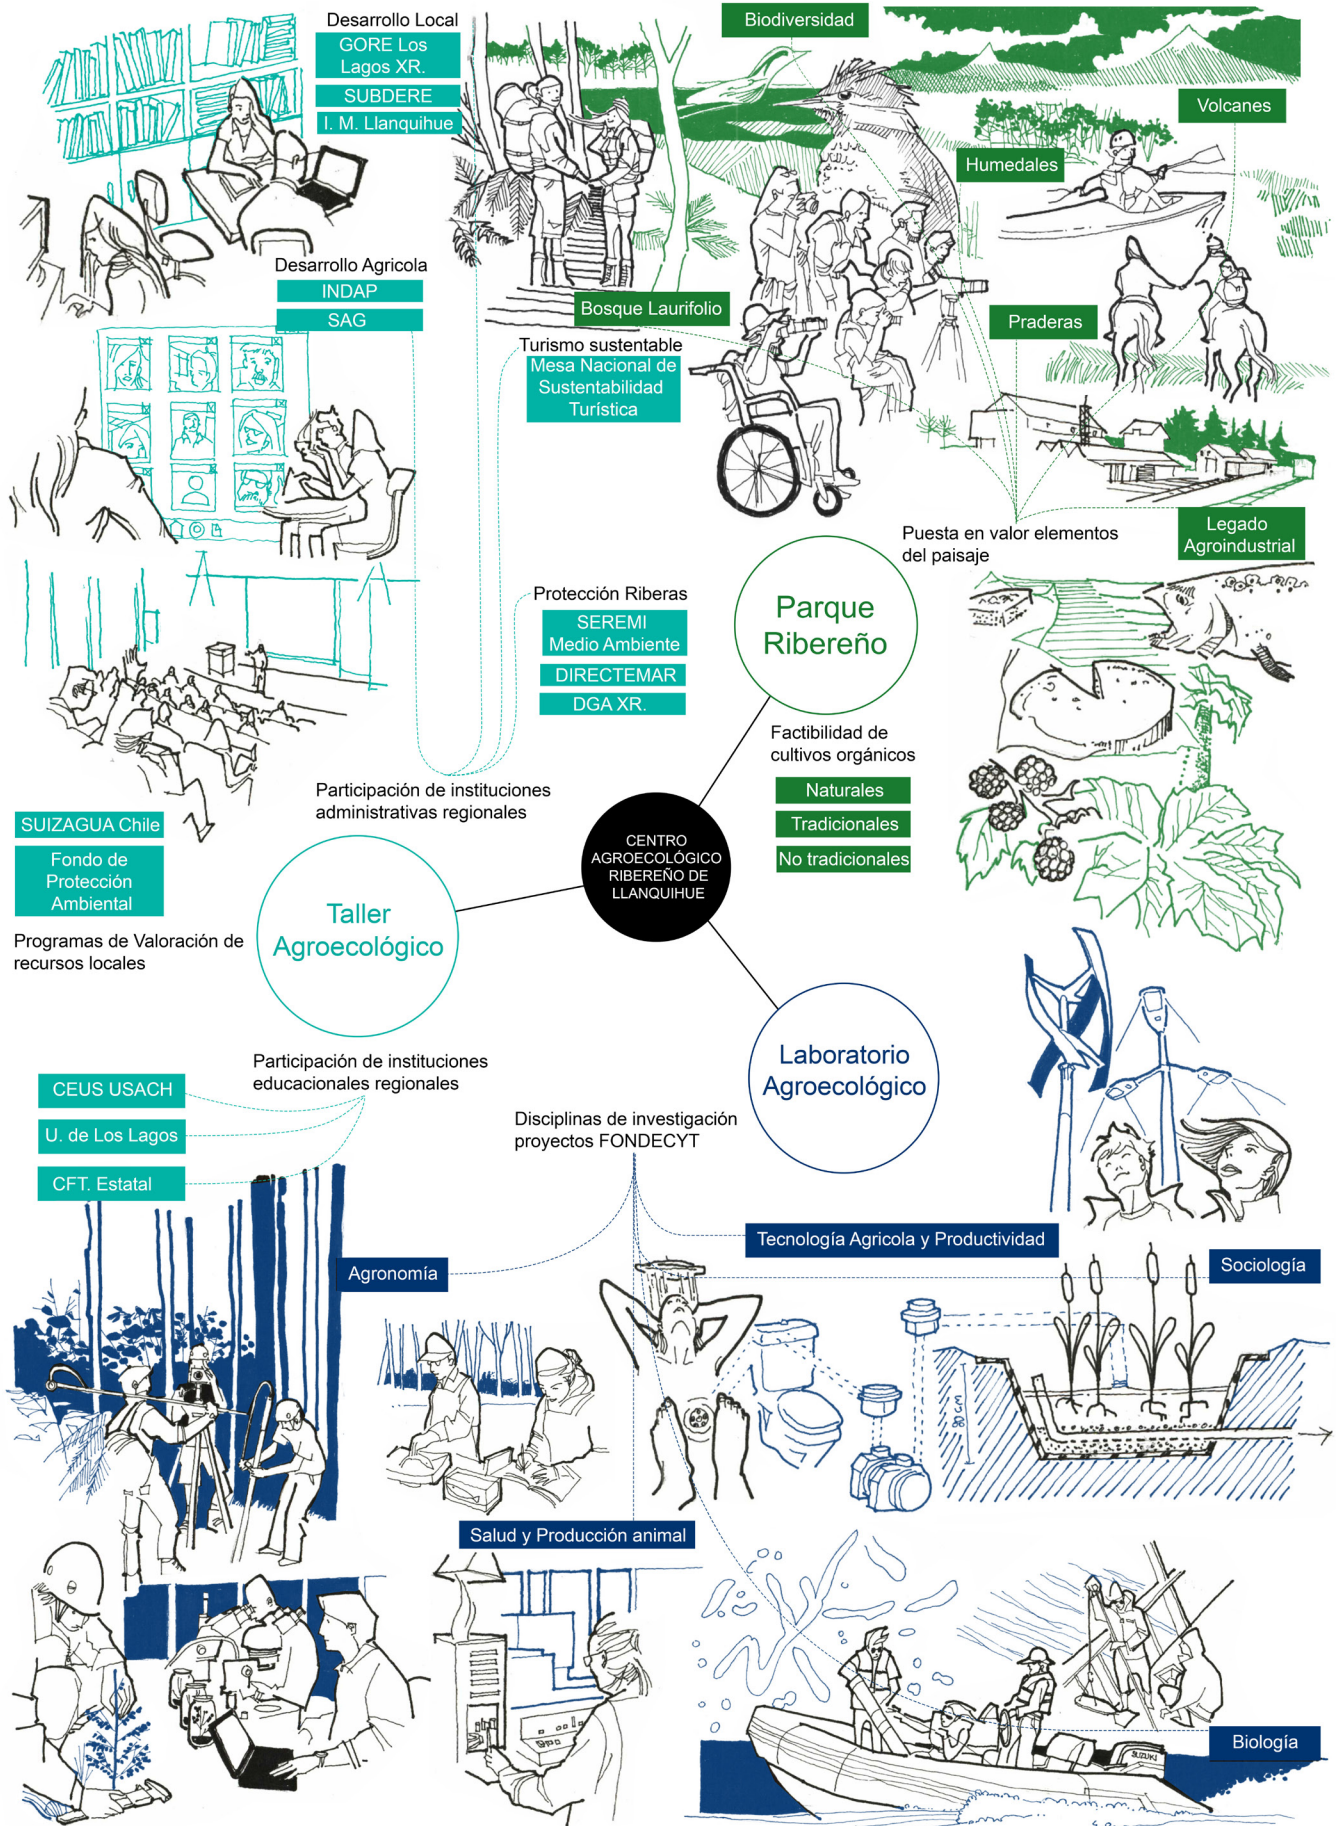 Desarrollo Local
GORE Los
Lagos XR.
SUBDERE
I. M. Llanquihue
Biodiversidad
Volcanes
Humedales
Desarrollo Agricola
INDAP
SAG
Bosque Laurifolio
Praderas
Turismo sustentable
Mesa Nacional de
Sustentabilidad
Turística
Puesta en valor elementos
del paisaje
Legado
Agroindustrial
Protección Riberas
SEREMI
Medio Ambiente
DIRECTEMAR
DGA XR.
Parque
Ribereño
Factibilidad de
cultivos orgánicos
Naturales
Tradicionales
No tradicionales
Participación de instituciones
administrativas regionales
CENTRO
AGROECOLÓGICO
RIBEREÑO DE
LLANQUIHUE
SUIZAGUA Chile
Fondo de
Protección
Ambiental
Programas de Valoración de
recursos locales
Taller
Agroecológico
Participación de instituciones
educacionales regionales
CEUS USACH
U. de Los Lagos
CFT. Estatal
Laboratorio
Agroecológico
Disciplinas de investigación
proyectos FONDECYT
Tecnología Agricola y Productividad
Agronomía
Sociología
80 cm
Salud y Producción animal
Biología
SUZUKI